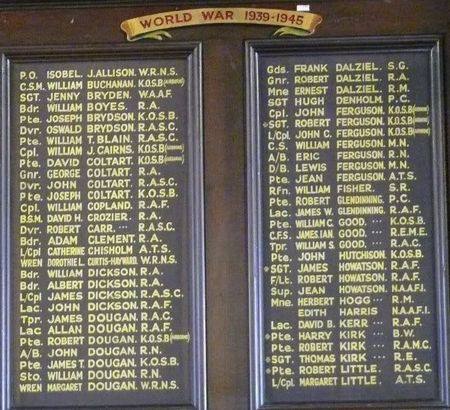 WORLD WAR 1939-1945
P.O. ISOBEL. J. ALLISON. W.R.N.S.
C.S.M. WILLIAM BUCHANAN. K.O.S.B
SGT. JENNY BRYDEN. W.A.A.F.
Bdr. WILLIAM BOYES. R.A.
Pte. JOSEPH BRYDSON. K.O.S.B.
Dvr. OSWALD BRYDSON. R.A.S.C.
Pte. WILLIAM T. BLAIN. R.A.S.C.
Cpl. WILLIAM J. CAIRNS. K.O.S.B
Pte. DAVID COLTART. K.O.S.B
Gnr. GEORGE COLTART. R.A.
Dvr. JOHN COLTART. R.A.S.C.
Pte. JOSEPH COLTART. K.O.S.B.
Cpl. WILLIAM COPLAND. R.A.F.
B.S.M. DAVID H. CROZIER. R.A.
Dvr. ROBERT CARR. R.A.S.C.
Bdr. ADAM CLEMENT. R.A.
L/Cpl CATHERINE CHISHOLM A.T.S.
WREN DOROTHIE L. CURTIS-HAYWARD. W.R.N.S.
Bdr. WILLIAM DICKSON. R.A.
Bdr. ALBERT DICKSON. R.A.
L/Cpl JAMES DICKSON. R.A.S.C.
Lac. JOHN DICKSON. R.A.F.
Tpr. JAMES DOUGAN. R.A.C.
Lac ALLAN DOUGAN. R.A.F.
Pte ROBERT DOUGAN. K.O.S.B
A/B. JOHN DOUGAN. R.N.
Pte JAMES T. DOUGAN. K.O.S.B.
Sto. WILLIAM DOUGAN. R.N.
WREN MARGARET DOUGAN. W.R.N.S.
Gds. FRANK DALZIEL. S.G.
Gnr. ROBERT DALZIEL. R.A.
Mne ERNEST DALZIEL. R.M.
SGT HUGH DENHOLM. P.C.
Cpl. JOHN FERGUSON. K.O.S.B
SGT. ROBERT FERGUSON. K.O.S.B
L/Cpl JOHN C. FERGUSON. K.O.S.B
C.S. WILLIAM FERGUSON. M.N.
A/B. ERIC FERGUSON. R.N.
D/B. LEWIS FERGUSON. M.N.
Pte JEAN FERGUSON. A.T.S.
Rfn. WILLIAM FISHER. S.R.
Pte. ROBERT GLENDINNING. P.C.
Lac. JAMES W. GLENDINNING. R.A.F.
Pte. WILLIAM C. GOOD, K.O.S.B.
C.F.S. JAMES. IAN. GOOD, R.E.M.E.
Tpr. WILLIAM S. GOOD, R.A.C.
Pte JOHN HUTCHISON. K.O.S.B.
SGT. JAMES HOWATSON. R.A.F.
F/Lt. ROBERT HOWATSON. R.A.F.
Sup. JEAN HOWATSON. N.A.A.F.I.
Mne. HERBERT HOGG R.M.
EDITH HARRIS N.A.A.F.I.
Lac. DAVID B. KERR R.A.F.
Pte. HARRY KIRK B.W.
Pte. ROBERT KIRK R.A.M.C.
SGT. THOMAS KIRK R.E.
Pte ROBERT LITTLE. R.A.S.C.
L/Cpl MARGARET LITTLE. A.T.S.